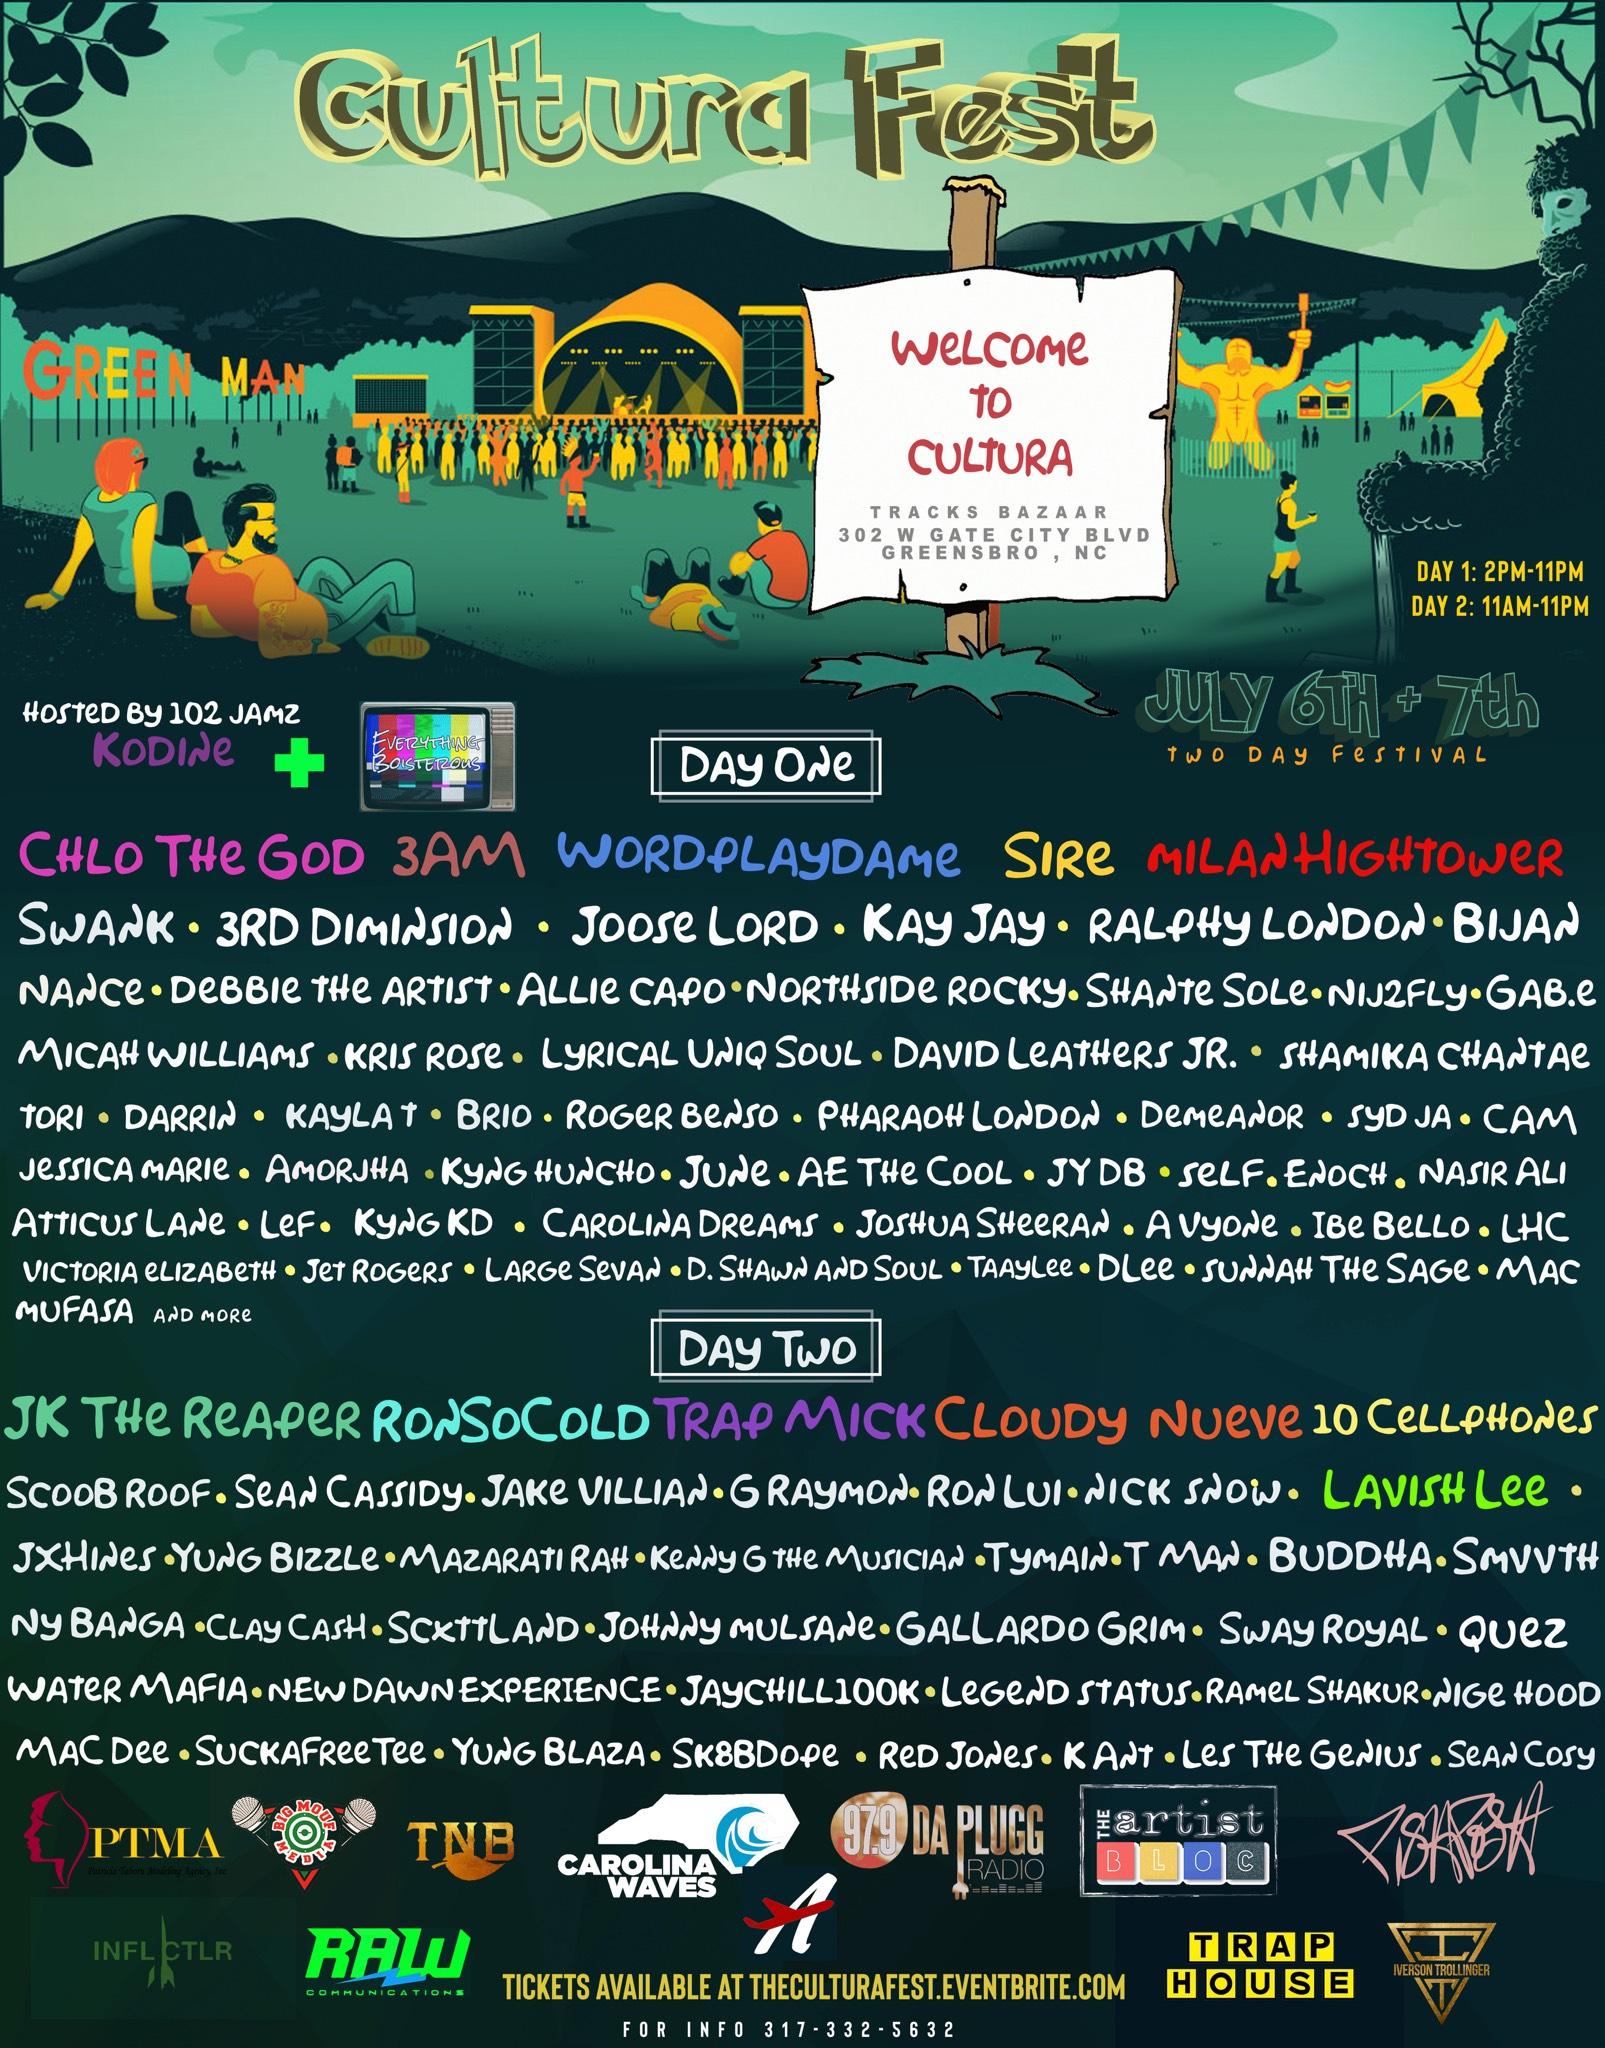 Cultura Fest
GREEN MAN
WELCOME
TO
CULTURA
TRACKS BAZAAR
302 W GATE CITY BLVD
GREENSBRO , NC
DAY 1: 2PM-11PM
DAY 2: 11AM-11PM
JULY 6TH + 7th
TWO DAY FESTIVAL
HOSTED BY 102 JAMZ
KODINE
EVERYTHING
BOISTEROUS
DAY ONE
CHLO THE GOD 3AM WORDPLAYDAME SIRE MILANHIGHTOWER
SWANK • 3RD DIMINSION • JOOSE LORD • KAY JAY • RALPHY LONDON • BIJAN
NANCE • DEBBIE THE ARTIST • ALLIE CAPO • NORTHSIDE ROCKY • SHANTE SOLE • NIJ2FLY • GAB.E
MICAH WILLIAMS • KRIS ROSE • LYRICAL UNIQ SOUL • DAVID LEATHERS JR. • SHAMIKA CHANTAE
TORI • DARRIN • KAYLA T • BRIO • ROGER BENSO • PHARAOH LONDON • DEMEANOR • SYD JA • CAM
JESSICA MARIE • AMORJHA • KYNG HUNCHO • JUNE • AE THE COOL • JY DB • SELF. ENOCH • NASIR ALI
ATTICUS LANE • LEF • KYNG KD • CAROLINA DREAMS • JOSHUA SHEERAN • A VYONE • IBE BELLO • LHC
VICTORIA ELIZABETH • JET ROGERS • LARGE SEVAN • D. SHAWN AND SOUL • TAAYLEE • DLEE • SUNNAH THE SAGE • MAC
MUFASA AND MORE
DAY TWO
JK THE REAPER RONSOCOLD TRAP MICK CLOUDY NUEVE 10 CELLPHONES
SCOOB ROOF • SEAN CASSIDY • JAKE VILLIAN • G RAYMON • RON LUI • NICK SNOW • LAVISH LEE •
JXHINES • YUNG BIZZLE • MAZARATI RAH • KENNY G THE MUSICIAN • TYMAIN • T MAN • BUDDHA • SMVVTH
NY BANGA • CLAY CASH • SCXTTLAND • JOHNNY MULSANE • GALLARDO GRIM • SWAY ROYAL • QUEZ
WATER MAFIA • NEW DAWN EXPERIENCE • JAYCHILL100K • LEGEND STATUS • RAMEL SHAKUR • NIGE HOOD
MAC DEE • SUCKAFREETEE • YUNG BLAZA • SK8BDOPE • RED JONES • K ANT • LES THE GENIUS • SEAN COSY
PTMA
Patricia Tabors Modeling Agency, Inc.
BIG MOUF
MEDIA
TNB
CAROLINA
WAVES
97.9 DA PLUGG
RADIO
THE artist
BLOC
A
INFL CTLR
RAW
COMMUNICATIONS
TRAP
HOUSE
IVERSON TROLLINGER
TICKETS AVAILABLE AT THECULTURAFEST.EVENTBRITE.COM
FOR INFO 317-332-5632